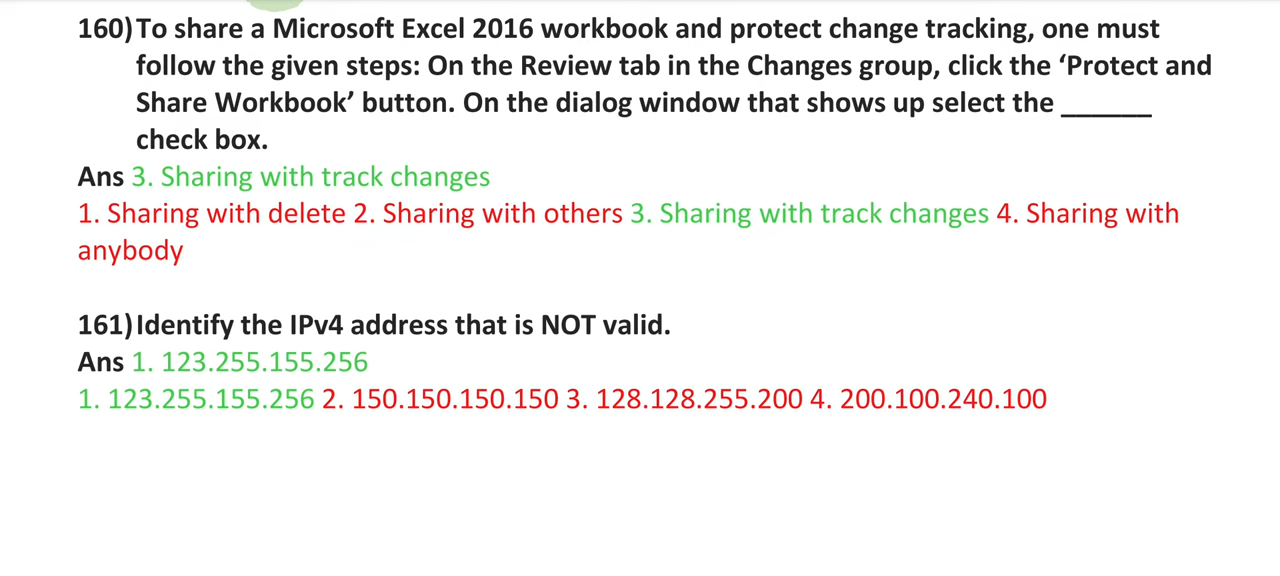 160) To share a Microsoft Excel 2016 workbook and protect change tracking, one must
follow the given steps: On the Review tab in the Changes group, click the ‘Protect and
Share Workbook’ button. On the dialog window that shows up select the ______
check box.
Ans 3. Sharing with track changes
1. Sharing with delete 2. Sharing with others 3. Sharing with track changes 4. Sharing with
anybody
161) Identify the IPv4 address that is NOT valid.
Ans 1. 123.255.155.256
1. 123.255.155.256 2. 150.150.150.150 3. 128.128.255.200 4. 200.100.240.100